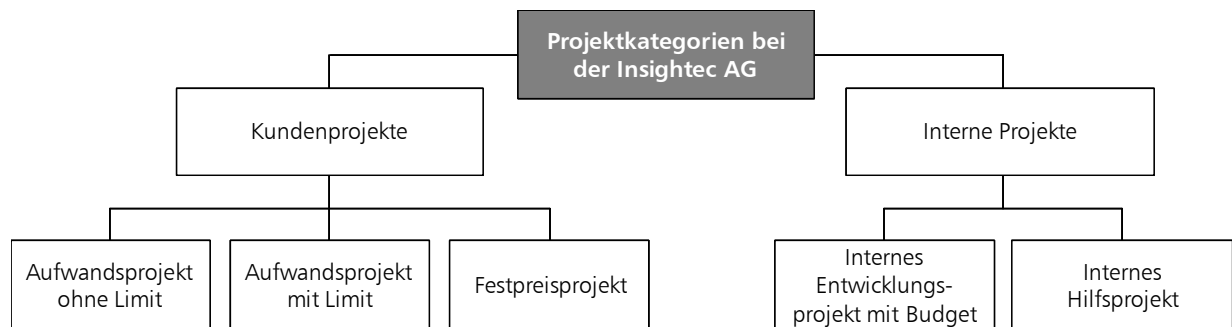 Projektkategorien bei
der Insightec AG
Kundenprojekte
Interne Projekte
Aufwandsprojekt
ohne Limit
Aufwandsprojekt
mit Limit
Festpreisprojekt
Internes
Entwicklungs-
projekt mit Budget
Internes
Hilfsprojekt